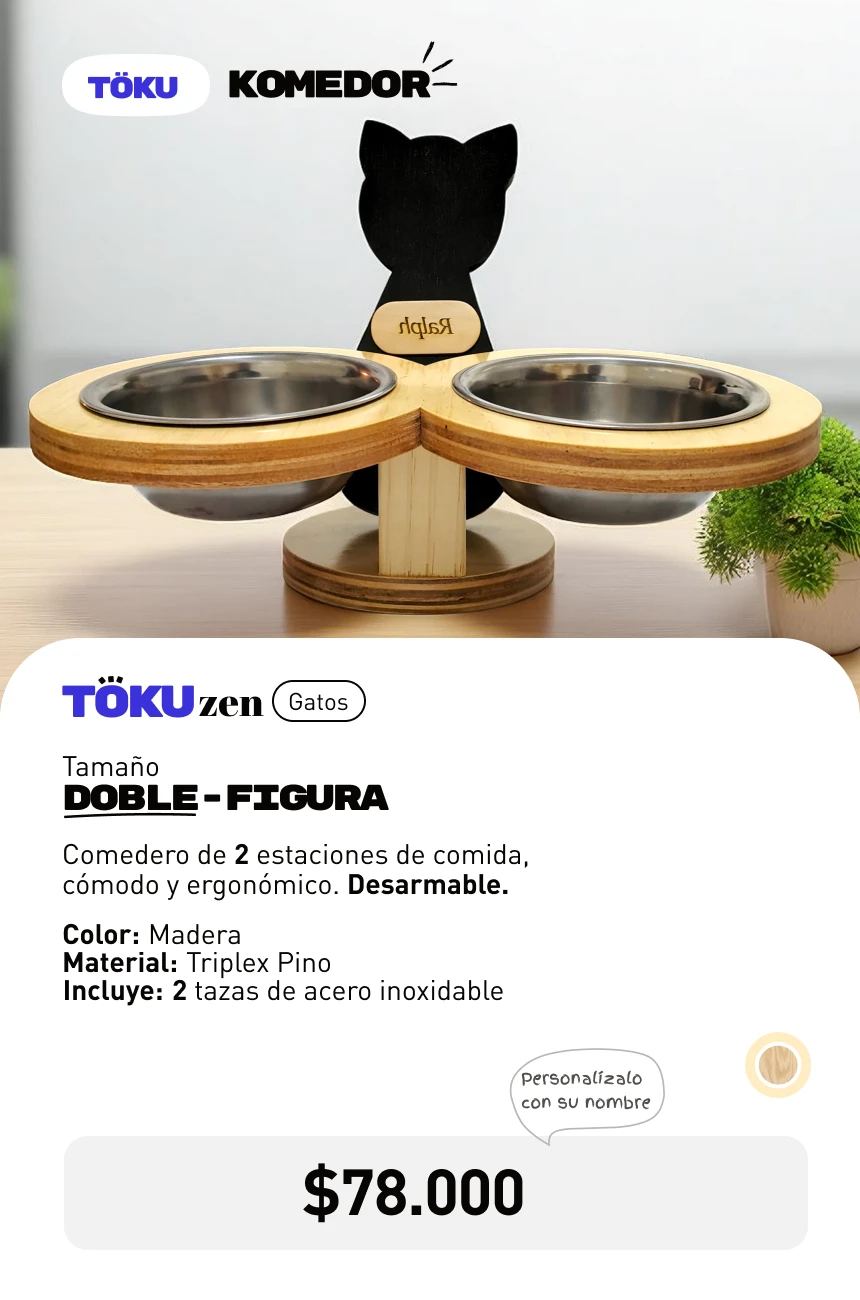 TÖKU KOMEDOR
Ralph
TÖKU zen Gatos
Tamaño
DOBLE - FIGURA
Comedero de 2 estaciones de comida,
cómodo y ergonómico. Desarmable.
Color: Madera
Material: Triplex Pino
Incluye: 2 tazas de acero inoxidable
Personalízalo
con su nombre
$78.000